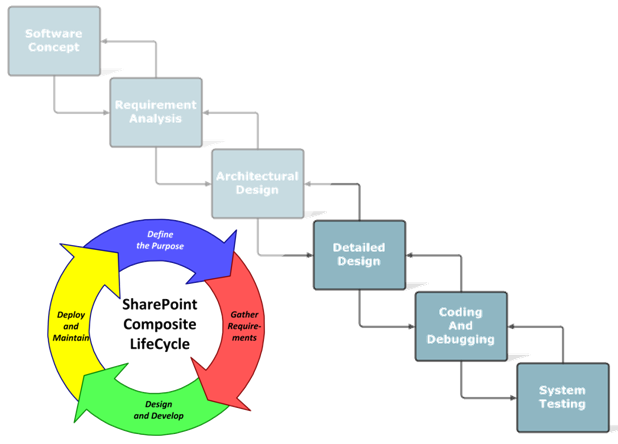 Software
Concept
Requirement
Analysis
Architectural
Design
Detailed
Design
Coding
And
Debugging
System
Testing
Define
the Purpose
SharePoint
Composite
LifeCycle
Gather
Require-
ments
Design
and Develop
Deploy
and
Maintain